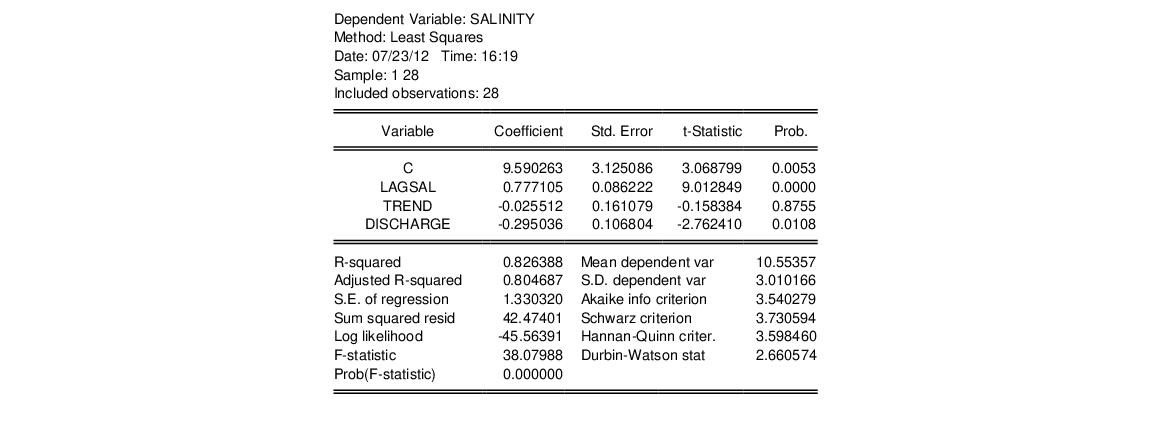 Dependent Variable: SALINITY
Method: Least Squares
Date: 07/23/12 Time: 16:19
Sample: 1 28
Included observations: 28
Variable Coefficient Std. Error t-Statistic Prob.
C 9.590263 3.125086 3.068799 0.0053
LAGSAL 0.777105 0.086222 9.012849 0.0000
TREND -0.025512 0.161079 -0.158384 0.8755
DISCHARGE -0.295036 0.106804 -2.762410 0.0108
R-squared 0.826388 Mean dependent var 10.55357
Adjusted R-squared 0.804687 S.D. dependent var 3.010166
S.E. of regression 1.330320 Akaike info criterion 3.540279
Sum squared resid 42.47401 Schwarz criterion 3.730594
Log likelihood -45.56391 Hannan-Quinn criter. 3.598460
F-statistic 38.07988 Durbin-Watson stat 2.660574
Prob(F-statistic) 0.000000